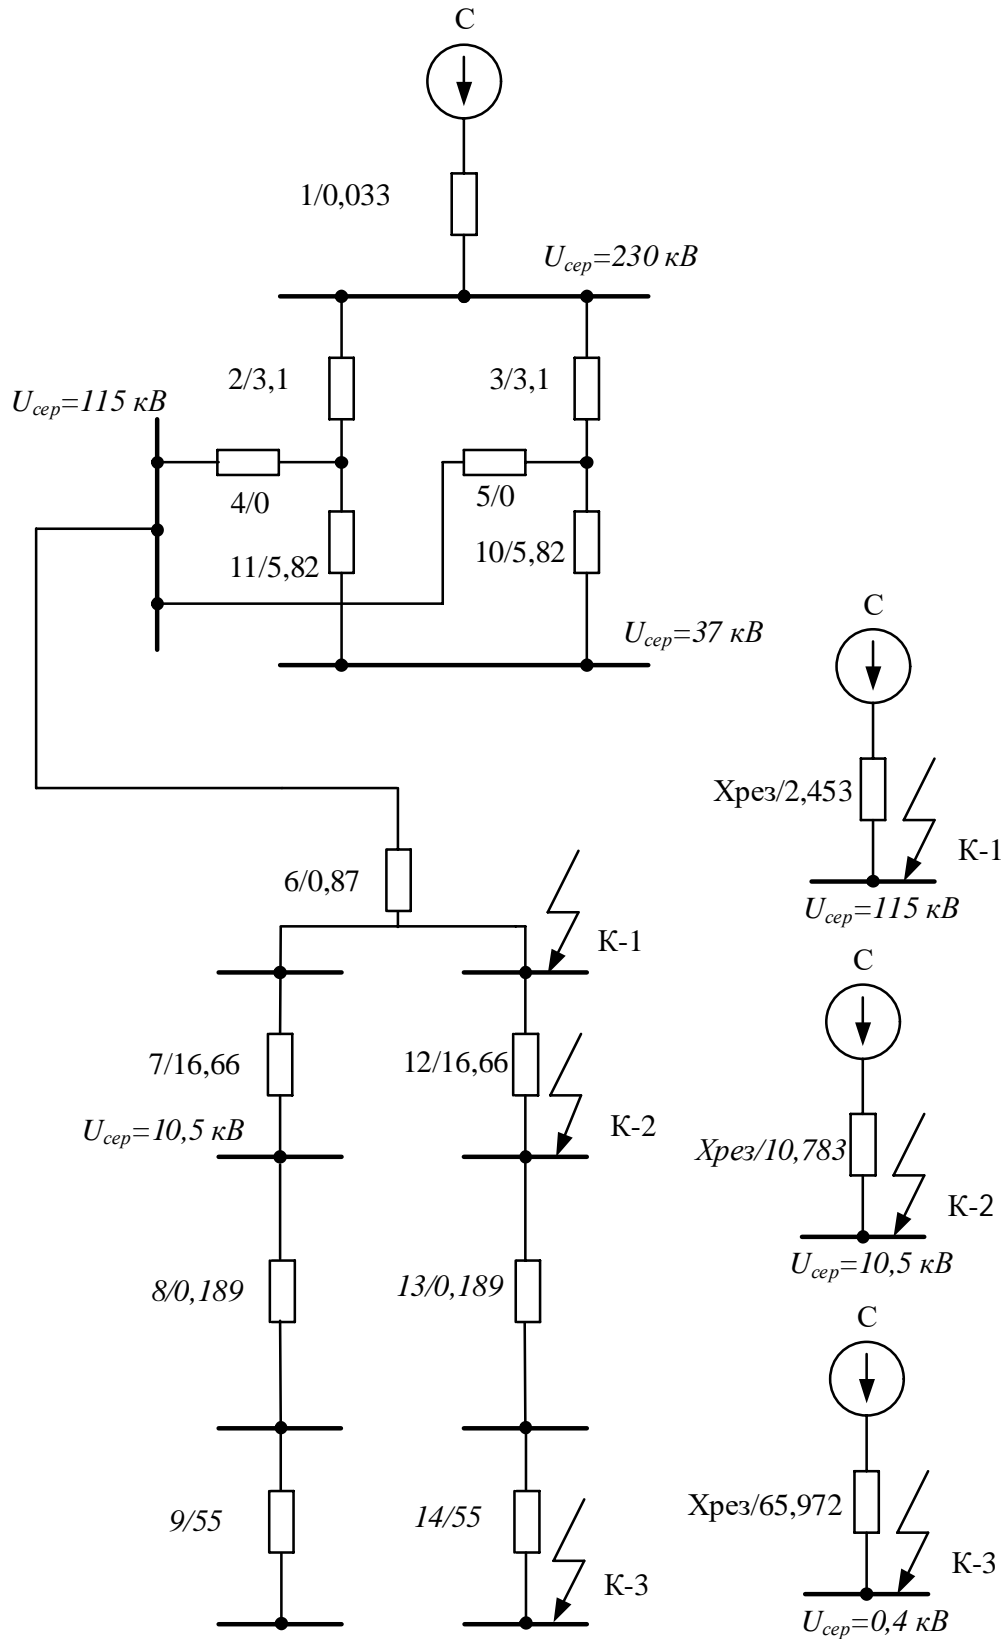 С
1/0,033
Uсер=230 кВ
2/3,1
3/3,1
Uсер=115 кВ
4/0
5/0
11/5,82
10/5,82
Uсер=37 кВ
6/0,87
К-1
7/16,66
12/16,66
Uсер=10,5 кВ
К-2
8/0,189
13/0,189
9/55
14/55
К-3
С
Xрез/2,453
К-1
Uсер=115 кВ
С
Xрез/10,783
К-2
Uсер=10,5 кВ
С
Xрез/65,972
К-3
Uсер=0,4 кВ